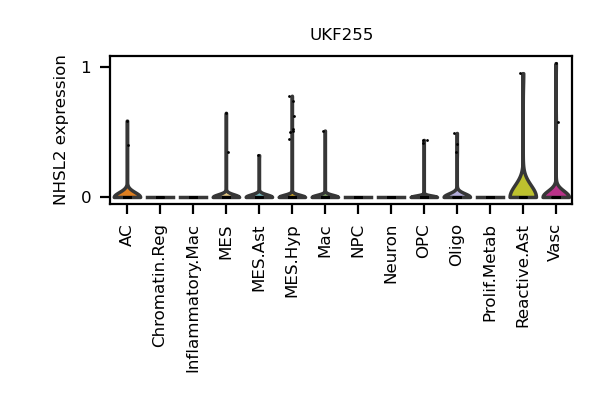 UKF255
NHSL2 expression
1
0
AC
Chromatin.Reg
Inflammatory.Mac
MES
MES.Ast
MES.Hyp
Mac
NPC
Neuron
OPC
Oligo
Prolif.Metab
Reactive.Ast
Vasc